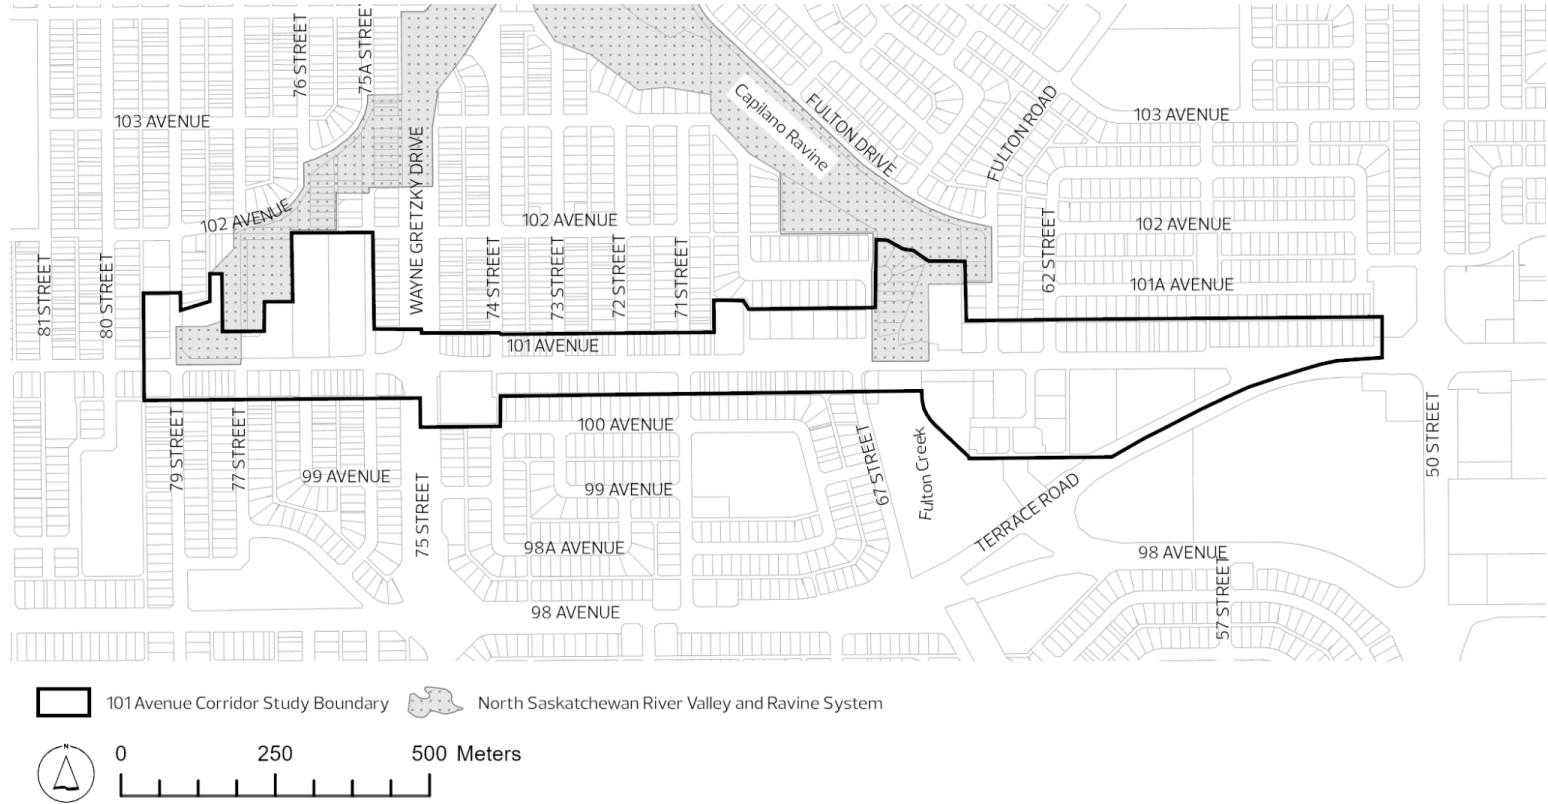 76 STREET
75A STREET
103 AVENUE
WAYNE GRETZKY DRIVE
Capilano Ravine
FULTON DRIVE
FULTON ROAD
103 AVENUE
102 AVENUE
102 AVENUE
62 STREET
102 AVENUE
81 STREET
80 STREET
74 STREET
73 STREET
72 STREET
71 STREET
101A AVENUE
101 AVENUE
79 STREET
77 STREET
99 AVENUE
75 STREET
100 AVENUE
99 AVENUE
98A AVENUE
67 STREET
Fulton Creek
TERRACE ROAD
50 STREET
98 AVENUE
57 STREET
98 AVENUE
101 Avenue Corridor Study Boundary
North Saskatchewan River Valley and Ravine System
N
0 250 500 Meters